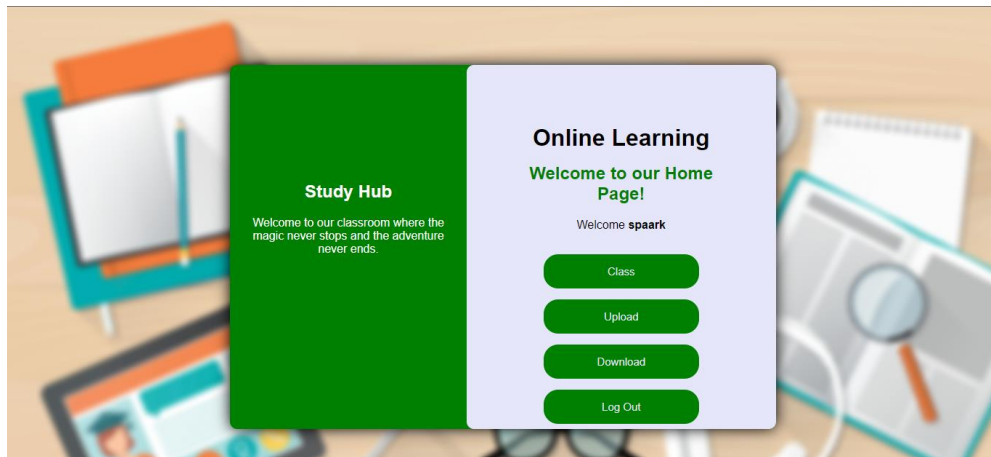 Study Hub
Welcome to our classroom where the
magic never stops and the adventure
never ends.
Online Learning
Welcome to our Home
Page!
Welcome spaark
Class
Upload
Download
Log Out